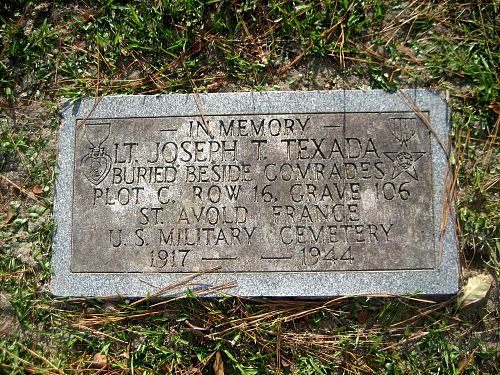 — IN MEMORY —
LT. JOSEPH T. TEXADA
BURIED BESIDE COMRADES
PLOT C, ROW 16, GRAVE 106
ST. AVOLD FRANCE
U.S. MILITARY CEMETERY
1917 — — 1944